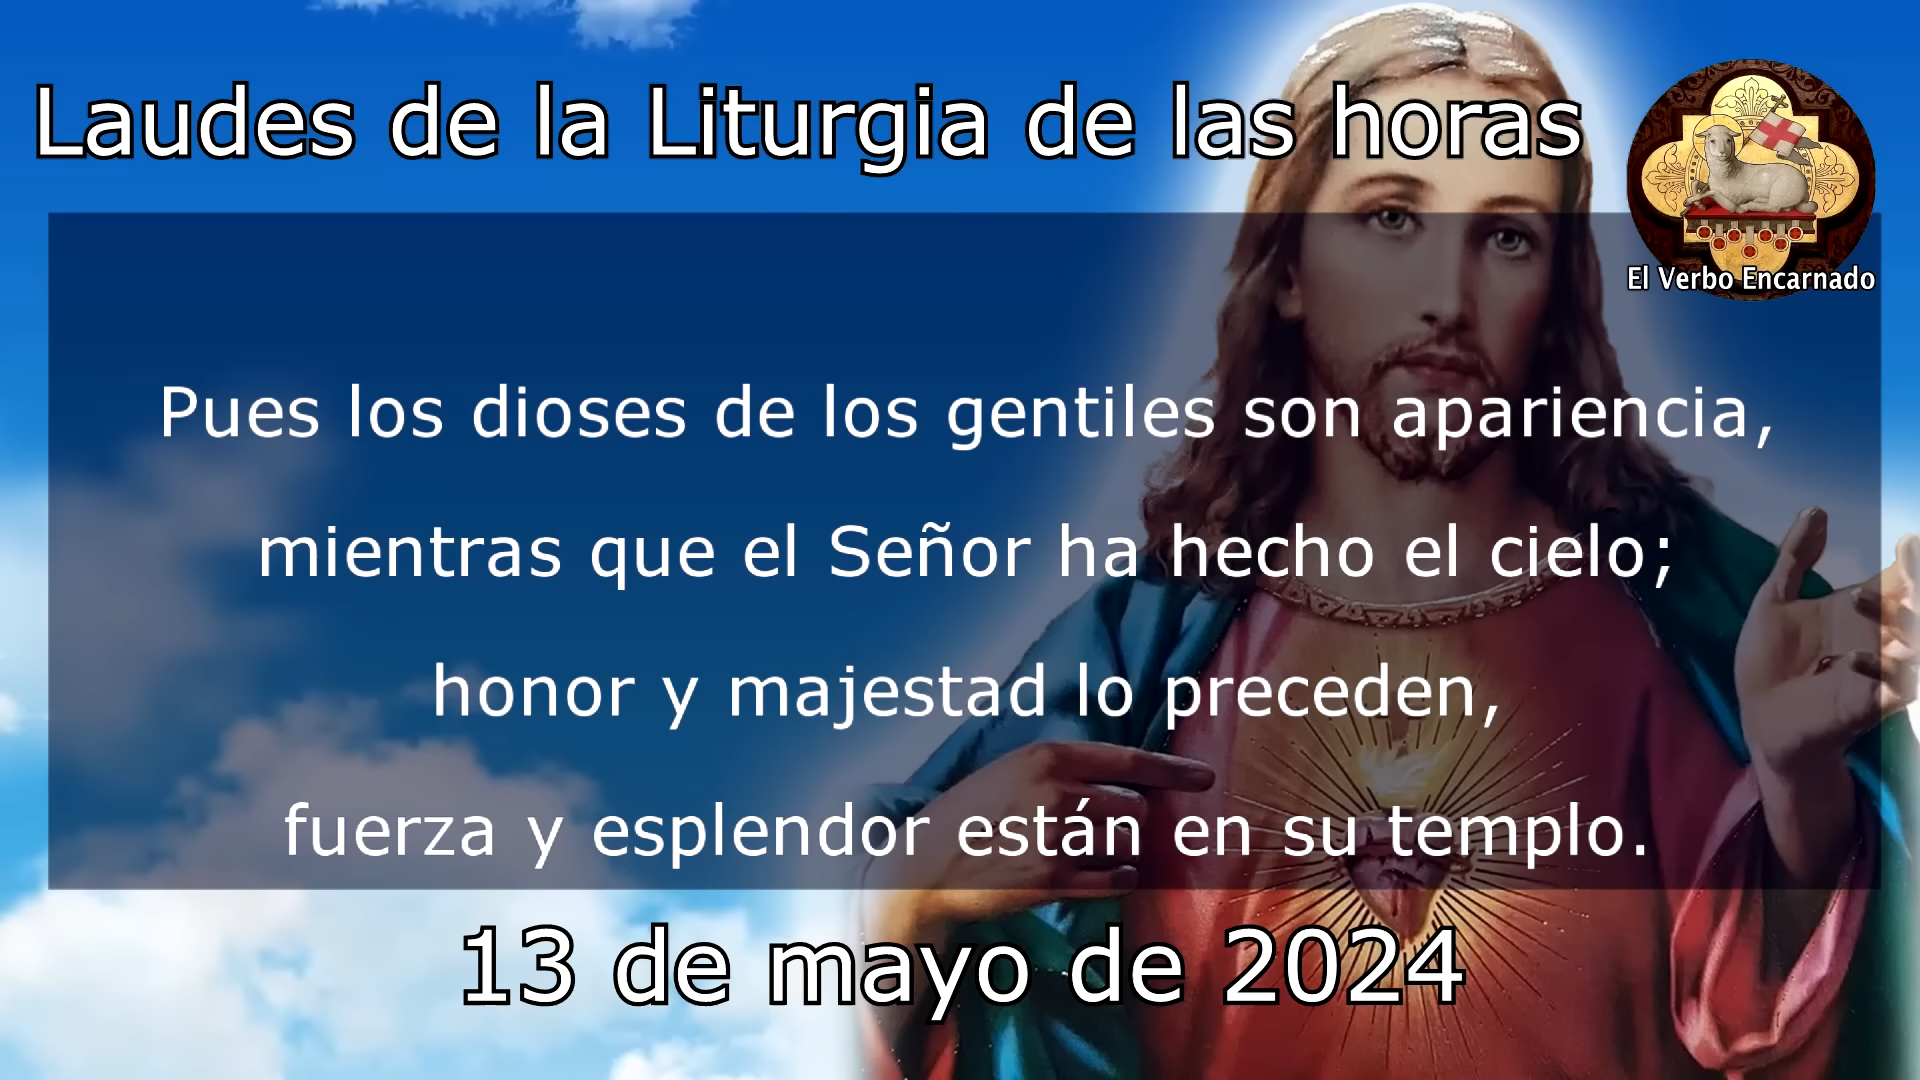 Laudes de la Liturgia de las horas
El Verbo Encarnado
Pues los dioses de los gentiles son apariencia,
mientras que el Señor ha hecho el cielo;
honor y majestad lo preceden,
fuerza y esplendor están en su templo.
13 de mayo de 2024